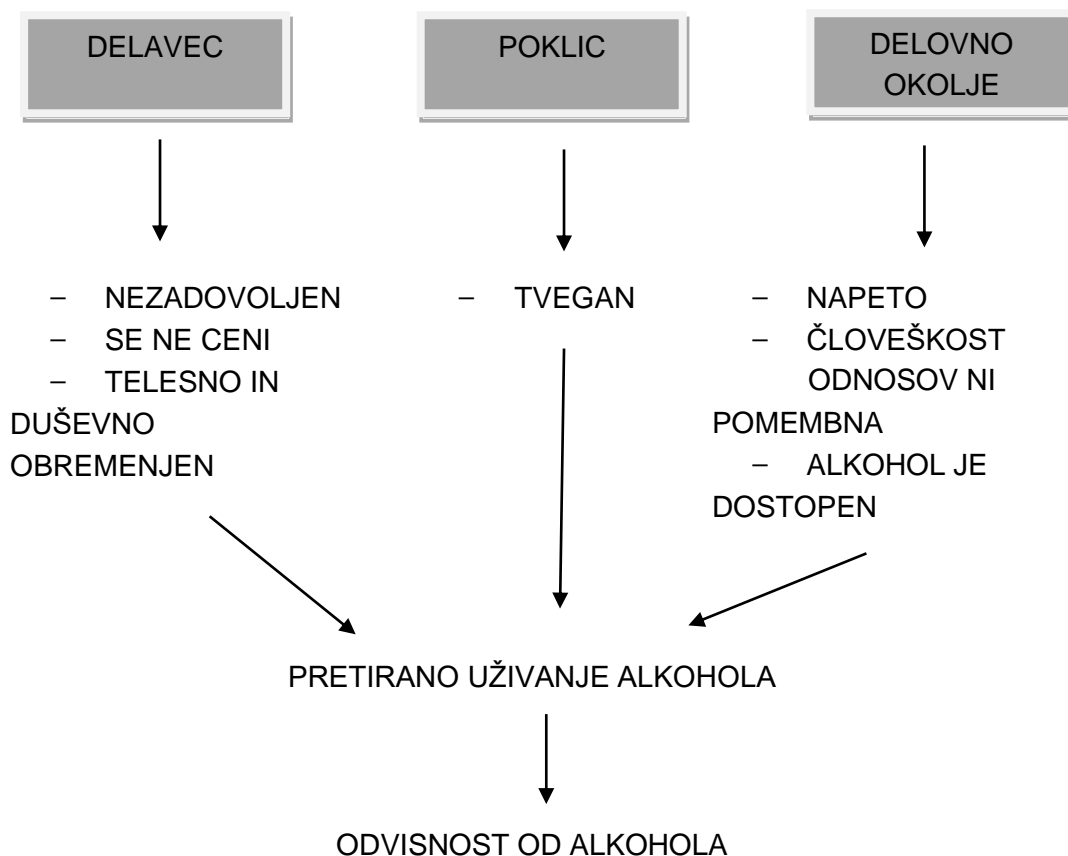 DELAVEC
POKLIC
DELOVNO
OKOLJE
– NEZADOVOLJEN
– SE NE CENI
– TELESNO IN
DUŠEVNO
OBREMENJEN
– TVEGAN
– NAPETO
– ČLOVEŠKOST
ODNOSOV NI
POMEMBNA
– ALKOHOL JE
DOSTOPEN
PRETIRANO UŽIVANJE ALKOHOLA
ODVISNOST OD ALKOHOLA